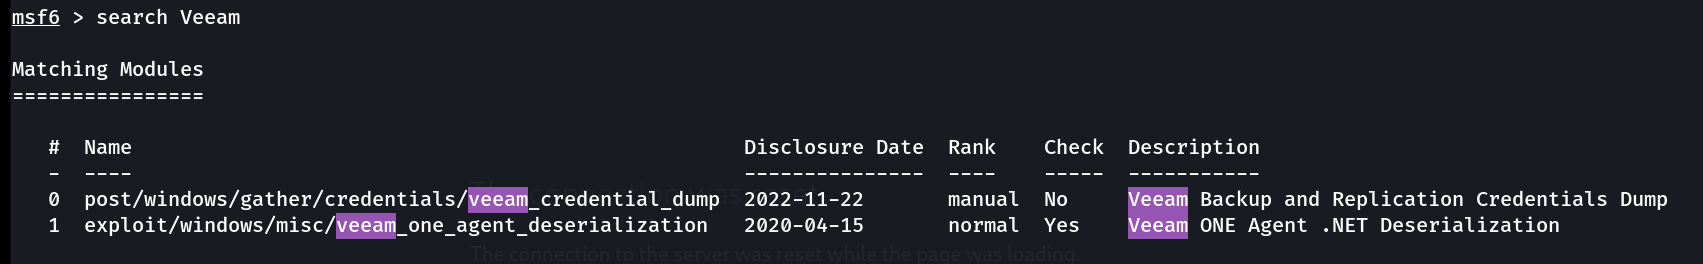 msf6 > search Veeam
Matching Modules
================
#  Name  Disclosure Date  Rank  Check  Description
-  ----  ---------------  ----  -----  -----------
0  post/windows/gather/credentials/veeam_credential_dump  2022-11-22  manual  No  Veeam Backup and Replication Credentials Dump
1  exploit/windows/misc/veeam_one_agent_deserialization  2020-04-15  normal  Yes  Veeam ONE Agent .NET Deserialization
The connection to the server was reset while the page was loading.